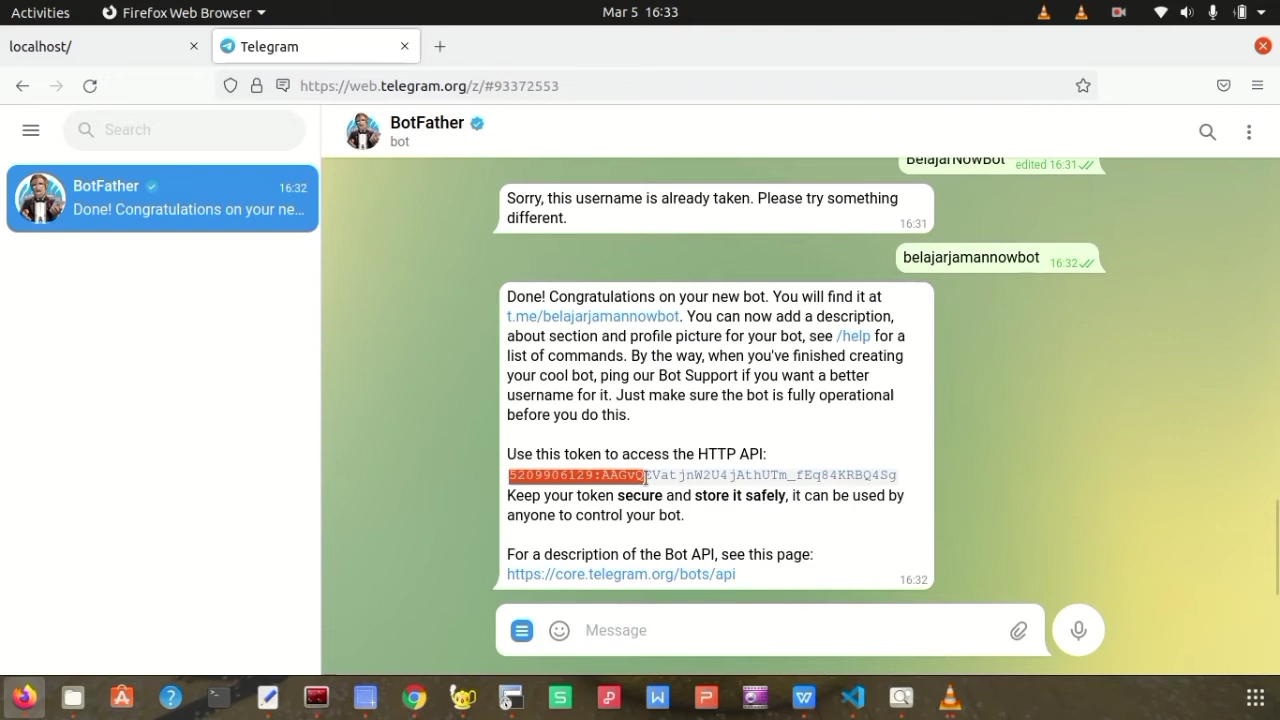 Activities
Firefox Web Browser
Mar 5 16:33
localhost/
Telegram
https://web.telegram.org/z/#93372553
Search
BotFather
bot
BotFather
16:32
Done! Congratulations on your ne...
BelajarNowBot
edited 16:31
Sorry, this username is already taken. Please try something
different.
16:31
belajarjamannowbot
16:32
Done! Congratulations on your new bot. You will find it at
t.me/belajarjamannowbot. You can now add a description,
about section and profile picture for your bot, see /help for a
list of commands. By the way, when you've finished creating
your cool bot, ping our Bot Support if you want a better
username for it. Just make sure the bot is fully operational
before you do this.
Use this token to access the HTTP API:
5209906129:AAGvQEVatjnW2U4jAthUTm_fEq84KRBQ4Sg
Keep your token secure and store it safely, it can be used by
anyone to control your bot.
For a description of the Bot API, see this page:
https://core.telegram.org/bots/api
16:32
Message